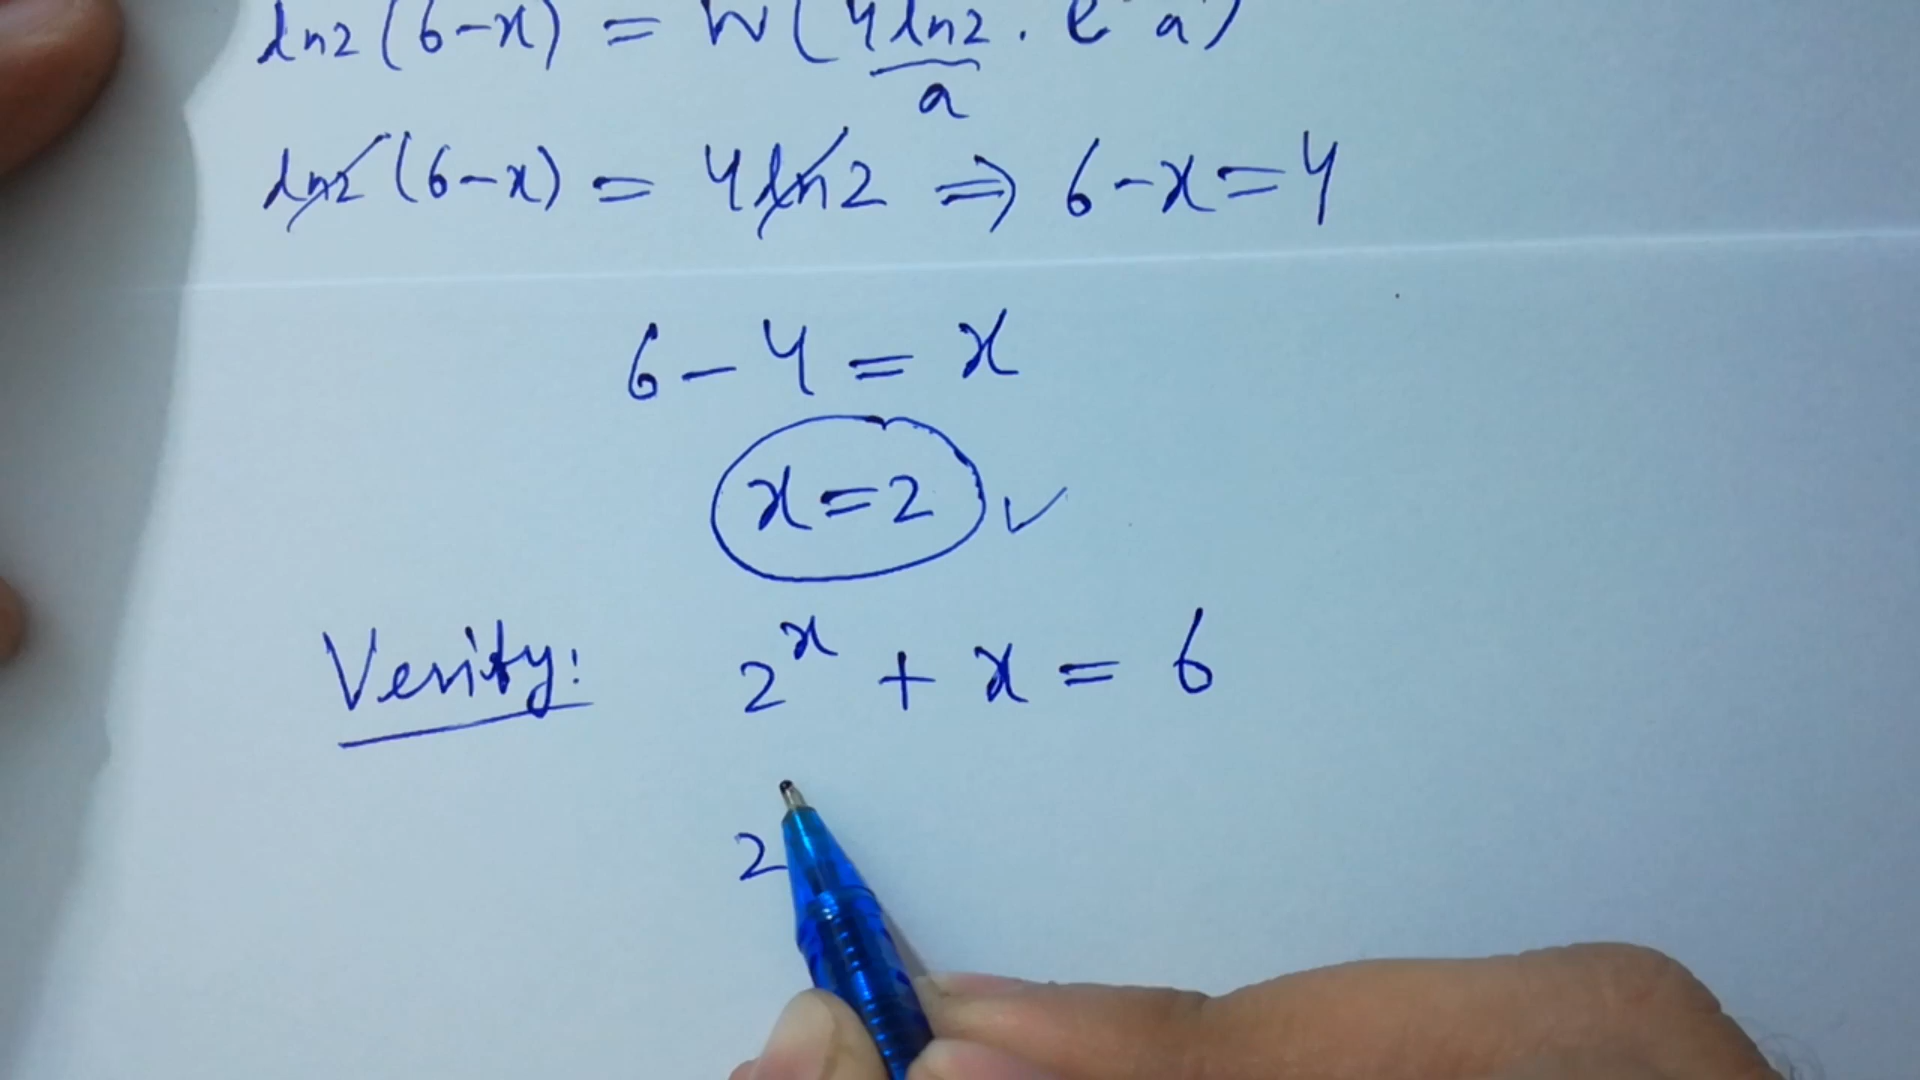 ln2 (6-x) = W(4ln2 . e a)
a
ln2 (6-x) = 4ln2 ⇒ 6-x=4
6-4 = x
x=2 ✓
Verify: 2^x + x = 6
2